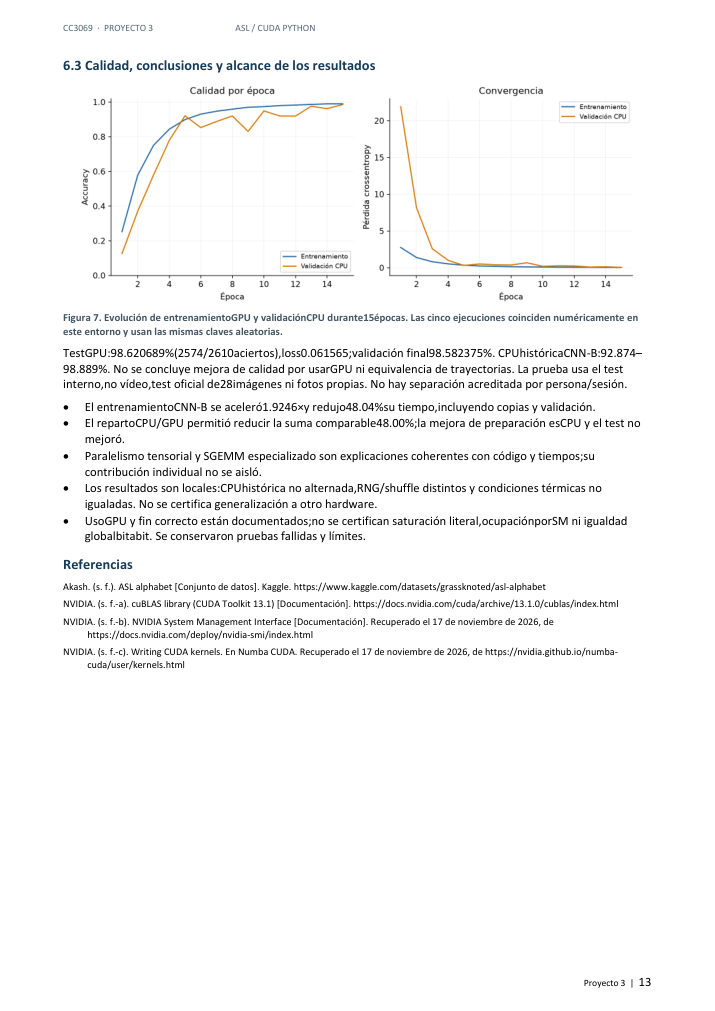 CC3069 · PROYECTO 3 ASL / CUDA PYTHON
6.3 Calidad, conclusiones y alcance de los resultados
Calidad por época
1.0
0.8
0.6
0.4
0.2
0.0
Accuracy
2 4 6 8 10 12 14
Época
Entrenamiento
Validación CPU
Convergencia
20
15
10
5
0
Pérdida crossentropy
2 4 6 8 10 12 14
Época
Entrenamiento
Validación CPU
Figura 7. Evolución de entrenamientoGPU y validaciónCPU durante15épocas. Las cinco ejecuciones coinciden numéricamente en
este entorno y usan las mismas claves aleatorias.
TestGPU:98.620689%(2574/2610aciertos),loss0.061565;validación final98.582375%. CPUhistóricaCNN-B:92.874–
98.889%. No se concluye mejora de calidad por usarGPU ni equivalencia de trayectorias. La prueba usa el test
interno,no vídeo,test oficial de28imágenes ni fotos propias. No hay separación acreditada por persona/sesión.
• El entrenamientoCNN-B se aceleró1.9246×y redujo48.04%su tiempo,incluyendo copias y validación.
• El repartoCPU/GPU permitió reducir la suma comparable48.00%;la mejora de preparación esCPU y el test no
mejoró.
• Paralelismo tensorial y SGEMM especializado son explicaciones coherentes con código y tiempos;su
contribución individual no se aisló.
• Los resultados son locales:CPUhistórica no alternada,RNG/shuffle distintos y condiciones térmicas no
igualadas. No se certifica generalización a otro hardware.
• UsoGPU y fin correcto están documentados;no se certifican saturación literal,ocupaciónporSM ni igualdad
globalbitabit. Se conservaron pruebas fallidas y límites.
Referencias
Akash. (s. f.). ASL alphabet [Conjunto de datos]. Kaggle. https://www.kaggle.com/datasets/grassknoted/asl-alphabet
NVIDIA. (s. f.-a). cuBLAS library (CUDA Toolkit 13.1) [Documentación]. https://docs.nvidia.com/cuda/archive/13.1.0/cublas/index.html
NVIDIA. (s. f.-b). NVIDIA System Management Interface [Documentación]. Recuperado el 17 de noviembre de 2026, de
https://docs.nvidia.com/deploy/nvidia-smi/index.html
NVIDIA. (s. f.-c). Writing CUDA kernels. En Numba CUDA. Recuperado el 17 de noviembre de 2026, de https://nvidia.github.io/numba-
cuda/user/kernels.html
Proyecto 3 | 13